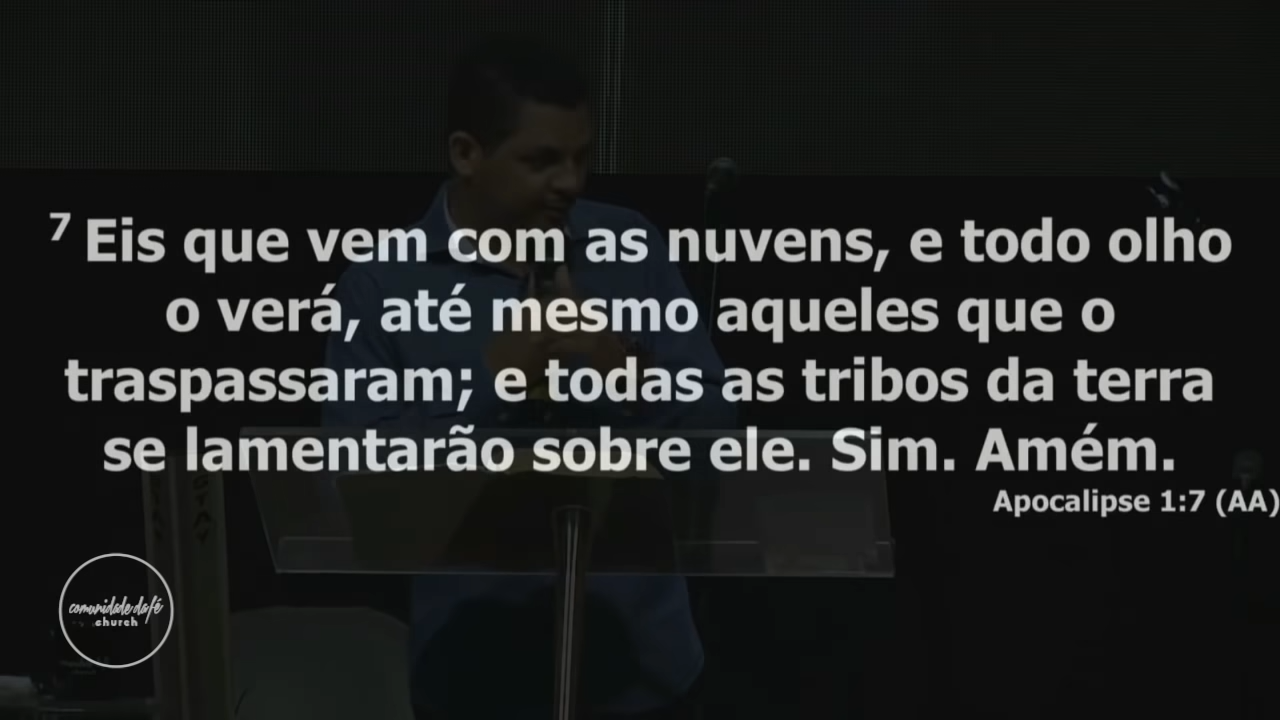 7 Eis que vem com as nuvens, e todo olho
o verá, até mesmo aqueles que o
traspassaram; e todas as tribos da terra
se lamentarão sobre ele. Sim. Amém.
Apocalipse 1:7 (AA)
comunidade da fé
church